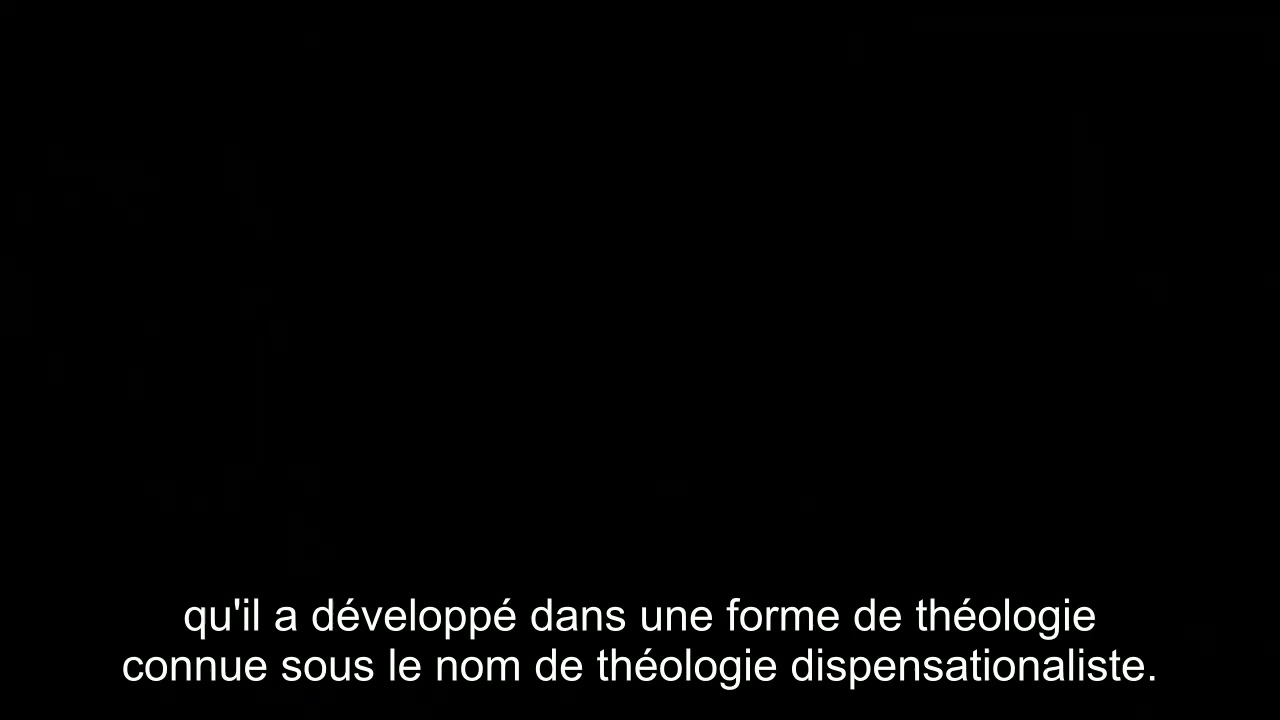 qu'il a développé dans une forme de théologie
connue sous le nom de théologie dispensationaliste.